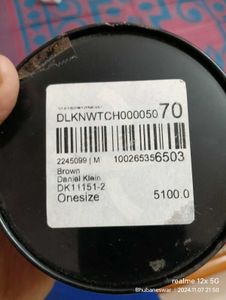 DLKNWTCH00005070
2245099 | M 100265356503
Brown
Daniel Klein
DK11151-2
Onesize 5100.0
realme 12x 5G
Bhubaneswar | 2024.11.07 21:50